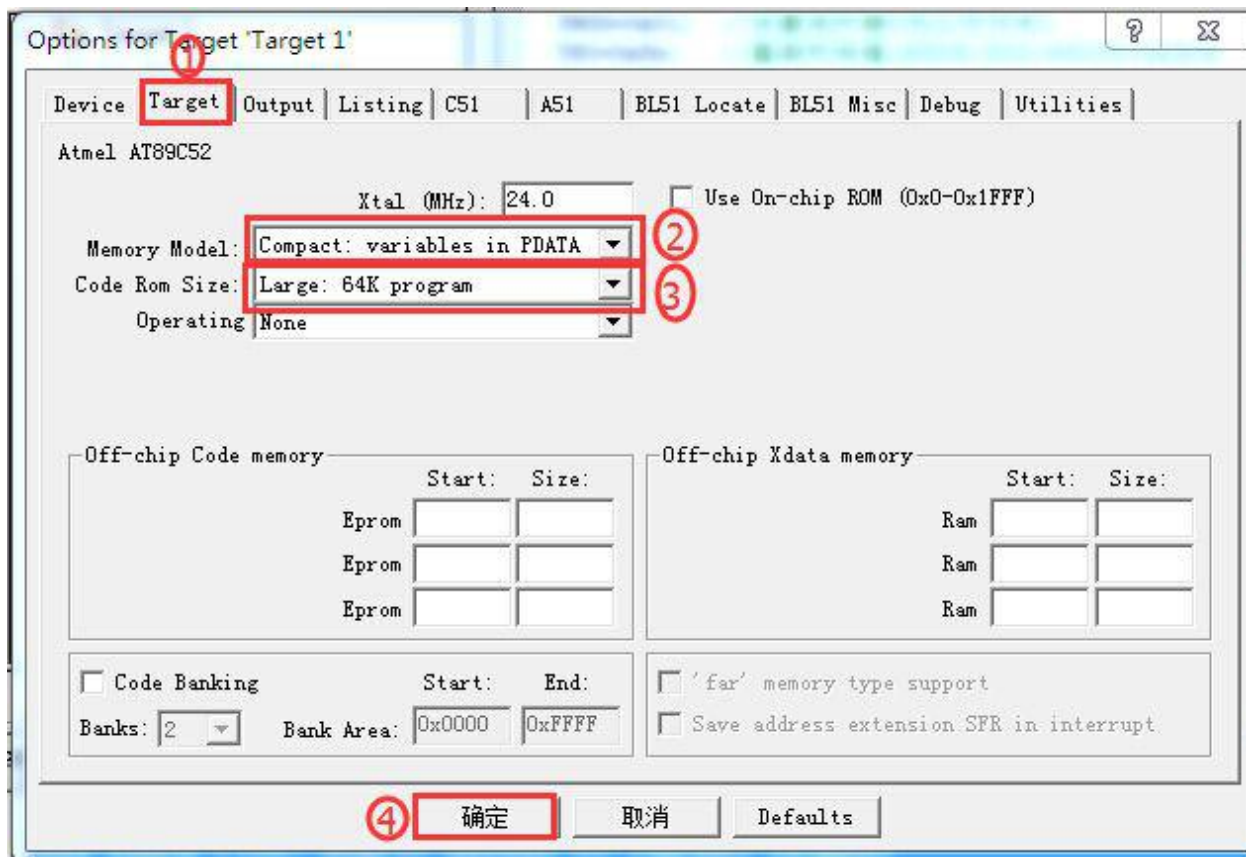 Options for Target 'Target 1'
①
Device Target Output Listing C51 A51 BL51 Locate BL51 Misc Debug Utilities
Atmel AT89C52
Xtal (MHz): 24.0 Use On-chip ROM (0x0-0x1FFF)
Memory Model: Compact: variables in PDATA ②
Code Rom Size: Large: 64K program ③
Operating None
Off-chip Code memory Off-chip Xdata memory
Start: Size: Start: Size:
Eprom Ram
Eprom Ram
Eprom Ram
Code Banking Start: End: 'far' memory type support
Banks: 2 Bank Area: 0x0000 0xFFFF Save address extension SFR in interrupt
④ 确定 取消 Defaults